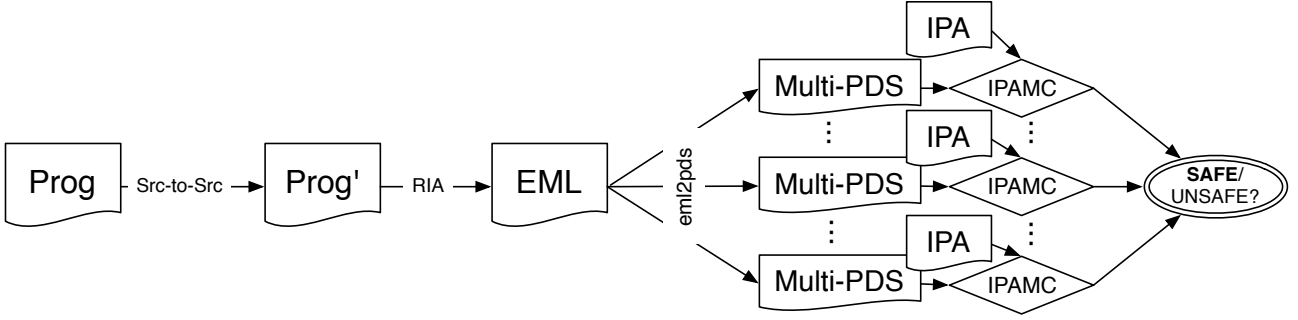 Prog
Src-to-Src
Prog'
RIA
EML
eml2pds
IPA
Multi-PDS
IPAMC
⋮
⋮
IPA
Multi-PDS
IPAMC
⋮
⋮
IPA
Multi-PDS
IPAMC
SAFE/
UNSAFE?